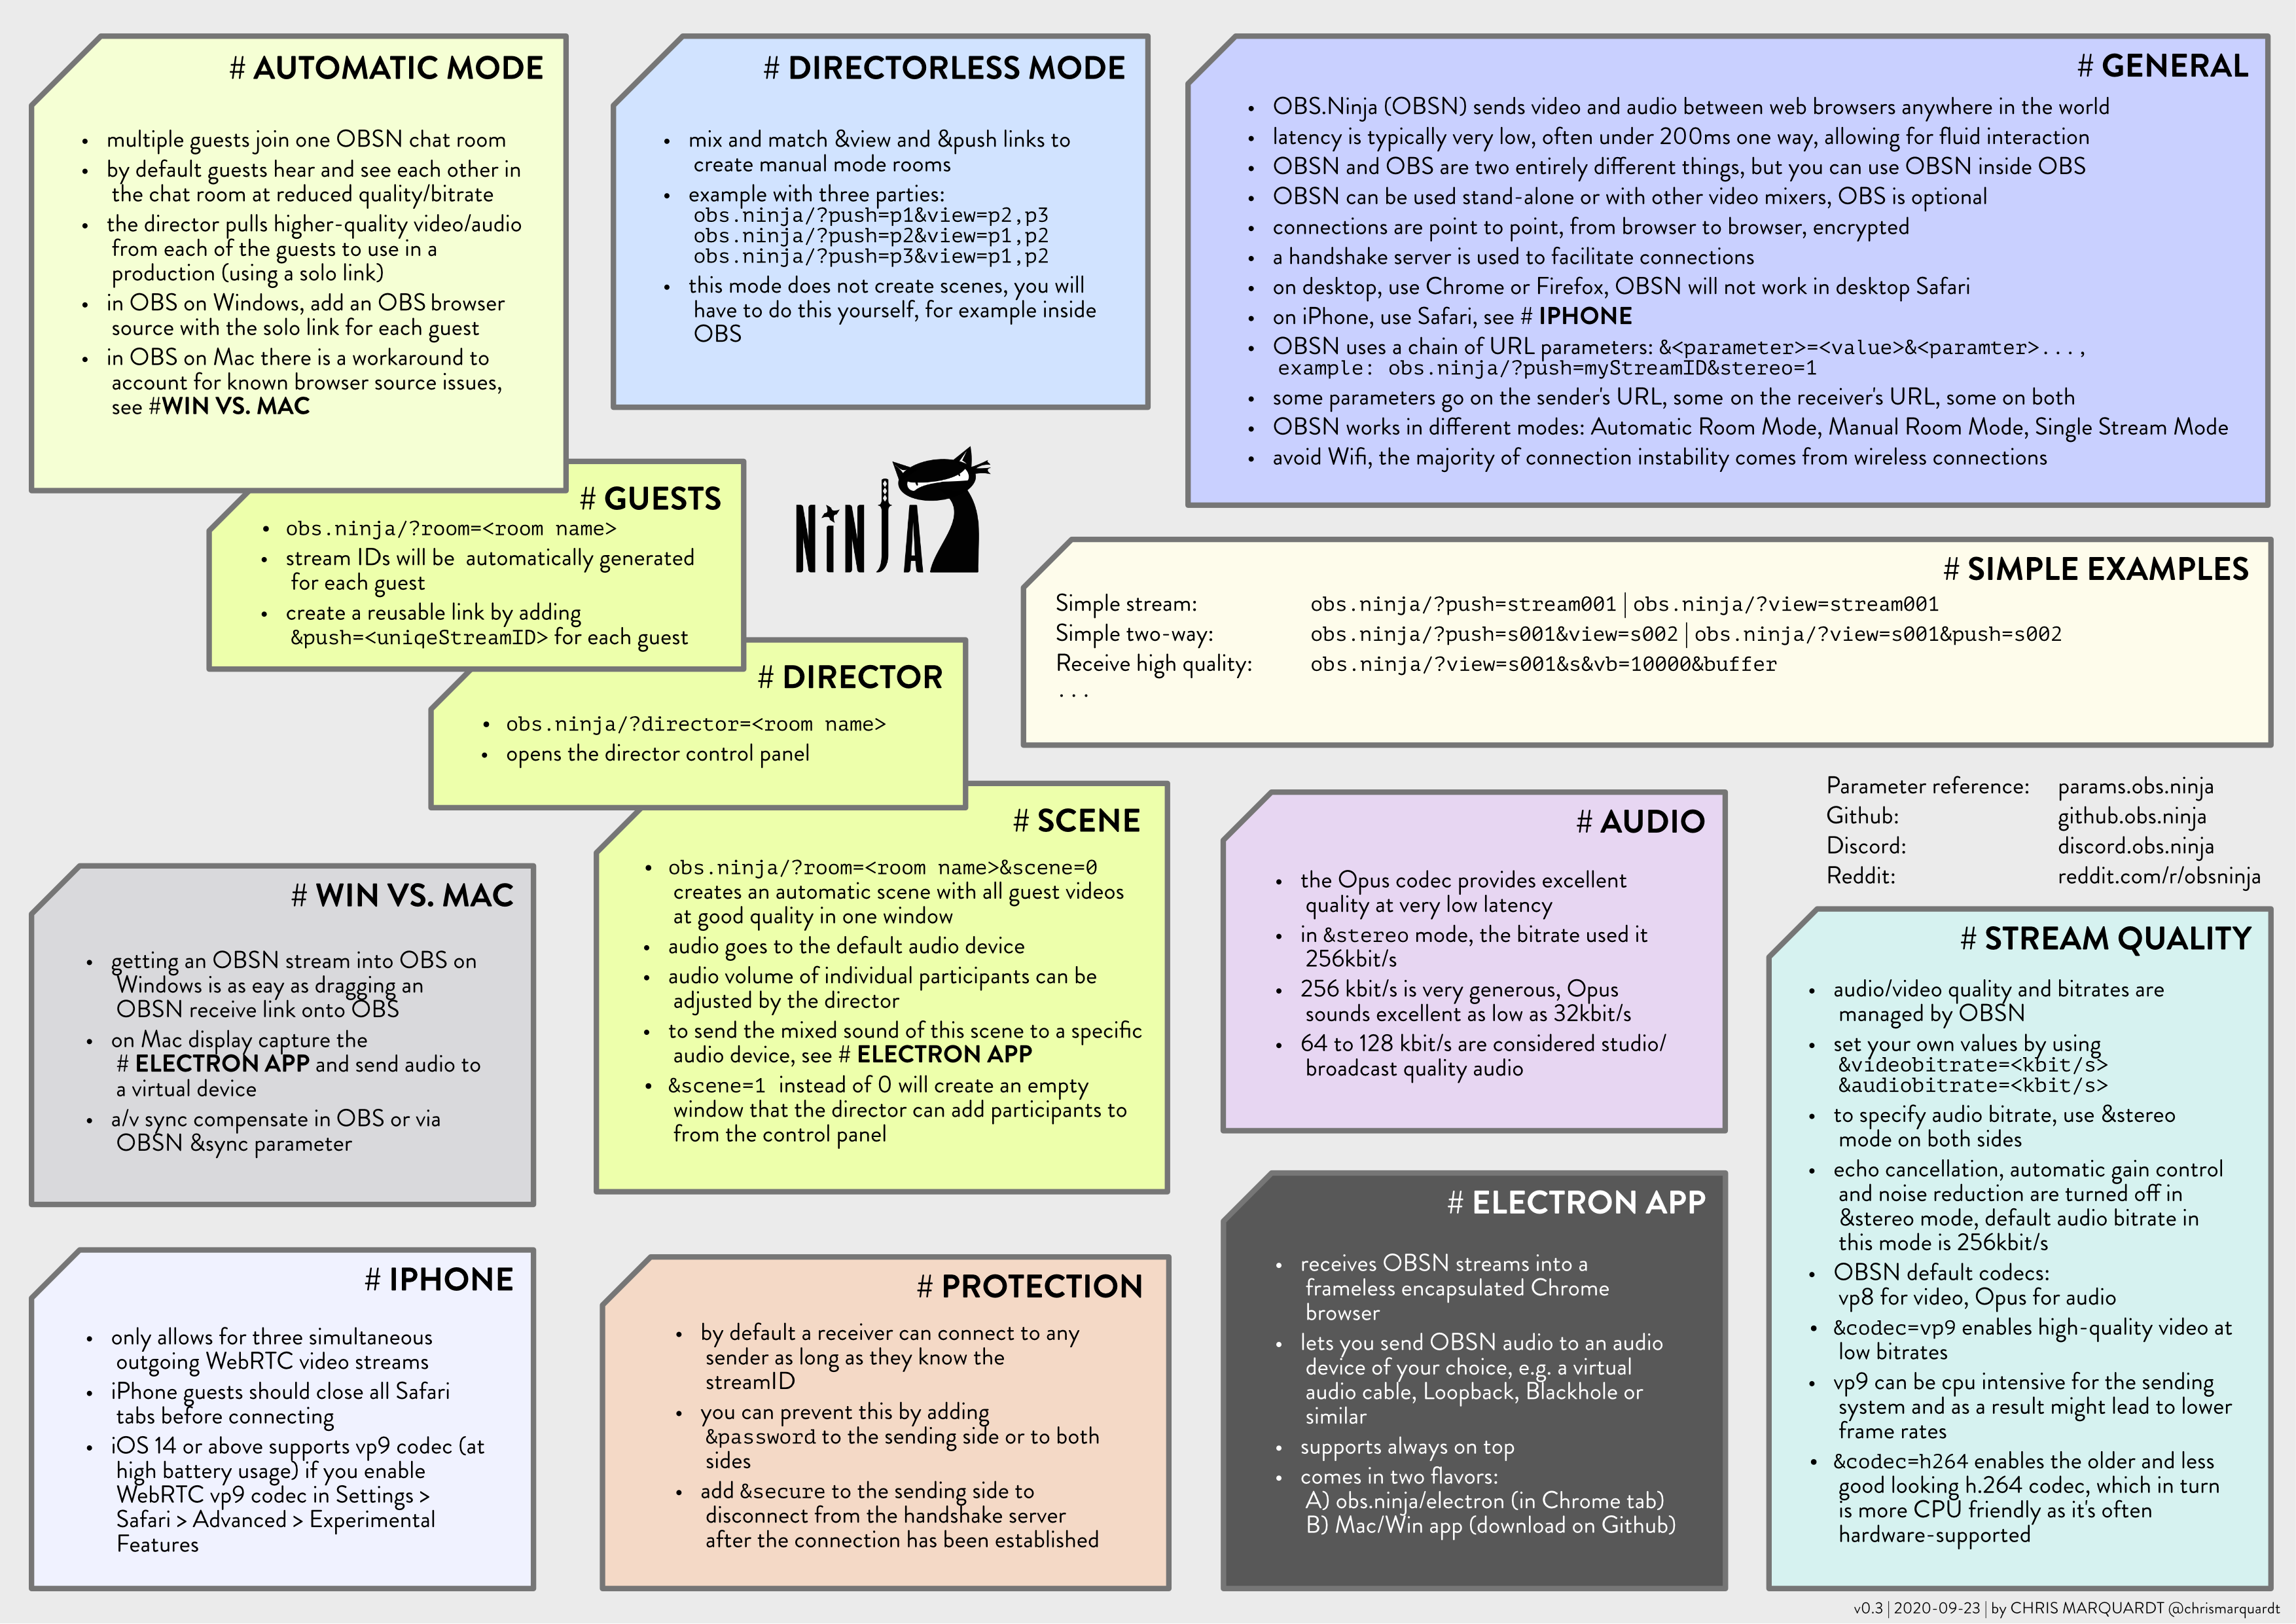 # AUTOMATIC MODE
• multiple guests join one OBSN chat room
• by default guests hear and see each other in
the chat room at reduced quality/bitrate
• the director pulls higher-quality video/audio
from each of the guests to use in a
production (using a solo link)
• in OBS on Windows, add an OBS browser
source with the solo link for each guest
• in OBS on Mac there is a workaround to
account for known browser source issues,
see #WIN VS. MAC
# GUESTS
• obs.ninja/?room=<room name>
• stream IDs will be  automatically generated
for each guest
• create a reusable link by adding
&push=<uniqeStreamID> for each guest
# DIRECTOR
• obs.ninja/?director=<room name>
• opens the director control panel
# SCENE
• obs.ninja/?room=<room name>&scene=0
creates an automatic scene with all guest videos
at good quality in one window
• audio goes to the default audio device
• audio volume of individual participants can be
adjusted by the director
• to send the mixed sound of this scene to a specific
audio device, see # ELECTRON APP
• &scene=1 instead of 0 will create an empty
window that the director can add participants to
from the control panel
# DIRECTORLESS MODE
• mix and match &view and &push links to
create manual mode rooms
• example with three parties:
obs.ninja/?push=p1&view=p2,p3
obs.ninja/?push=p2&view=p1,p2
obs.ninja/?push=p3&view=p1,p2
• this mode does not create scenes, you will
have to do this yourself, for example inside
OBS
NiNJA
# GENERAL
• OBS.Ninja (OBSN) sends video and audio between web browsers anywhere in the world
• latency is typically very low, often under 200ms one way, allowing for fluid interaction
• OBSN and OBS are two entirely different things, but you can use OBSN inside OBS
• OBSN can be used stand-alone or with other video mixers, OBS is optional
• connections are point to point, from browser to browser, encrypted
• a handshake server is used to facilitate connections
• on desktop, use Chrome or Firefox, OBSN will not work in desktop Safari
• on iPhone, use Safari, see # IPHONE
• OBSN uses a chain of URL parameters: &<parameter>=<value>&<paramter>...,
example: obs.ninja/?push=myStreamID&stereo=1
• some parameters go on the sender's URL, some on the receiver's URL, some on both
• OBSN works in different modes: Automatic Room Mode, Manual Room Mode, Single Stream Mode
• avoid Wifi, the majority of connection instability comes from wireless connections
# SIMPLE EXAMPLES
Simple stream: obs.ninja/?push=stream001 | obs.ninja/?view=stream001
Simple two-way: obs.ninja/?push=s001&view=s002 | obs.ninja/?view=s001&push=s002
Receive high quality: obs.ninja/?view=s001&s&vb=10000&buffer
...
Parameter reference: params.obs.ninja
Github: github.obs.ninja
Discord: discord.obs.ninja
Reddit: reddit.com/r/obsninja
# WIN VS. MAC
• getting an OBSN stream into OBS on
Windows is as eay as dragging an
OBSN receive link onto OBS
• on Mac display capture the
# ELECTRON APP and send audio to
a virtual device
• a/v sync compensate in OBS or via
OBSN &sync parameter
# IPHONE
• only allows for three simultaneous
outgoing WebRTC video streams
• iPhone guests should close all Safari
tabs before connecting
• iOS 14 or above supports vp9 codec (at
high battery usage) if you enable
WebRTC vp9 codec in Settings >
Safari > Advanced > Experimental
Features
# PROTECTION
• by default a receiver can connect to any
sender as long as they know the
streamID
• you can prevent this by adding
&password to the sending side or to both
sides
• add &secure to the sending side to
disconnect from the handshake server
after the connection has been established
# AUDIO
• the Opus codec provides excellent
quality at very low latency
• in &stereo mode, the bitrate used it
256kbit/s
• 256 kbit/s is very generous, Opus
sounds excellent as low as 32kbit/s
• 64 to 128 kbit/s are considered studio/
broadcast quality audio
# ELECTRON APP
• receives OBSN streams into a
frameless encapsulated Chrome
browser
• lets you send OBSN audio to an audio
device of your choice, e.g. a virtual
audio cable, Loopback, Blackhole or
similar
• supports always on top
• comes in two flavors:
A) obs.ninja/electron (in Chrome tab)
B) Mac/Win app (download on Github)
# STREAM QUALITY
• audio/video quality and bitrates are
managed by OBSN
• set your own values by using
&videobitrate=<kbit/s>
&audiobitrate=<kbit/s>
• to specify audio bitrate, use &stereo
mode on both sides
• echo cancellation, automatic gain control
and noise reduction are turned off in
&stereo mode, default audio bitrate in
this mode is 256kbit/s
• OBSN default codecs:
vp8 for video, Opus for audio
• &codec=vp9 enables high-quality video at
low bitrates
• vp9 can be cpu intensive for the sending
system and as a result might lead to lower
frame rates
• &codec=h264 enables the older and less
good looking h.264 codec, which in turn
is more CPU friendly as it's often
hardware-supported
v0.3 | 2020-09-23 | by CHRIS MARQUARDT @chrismarquardt